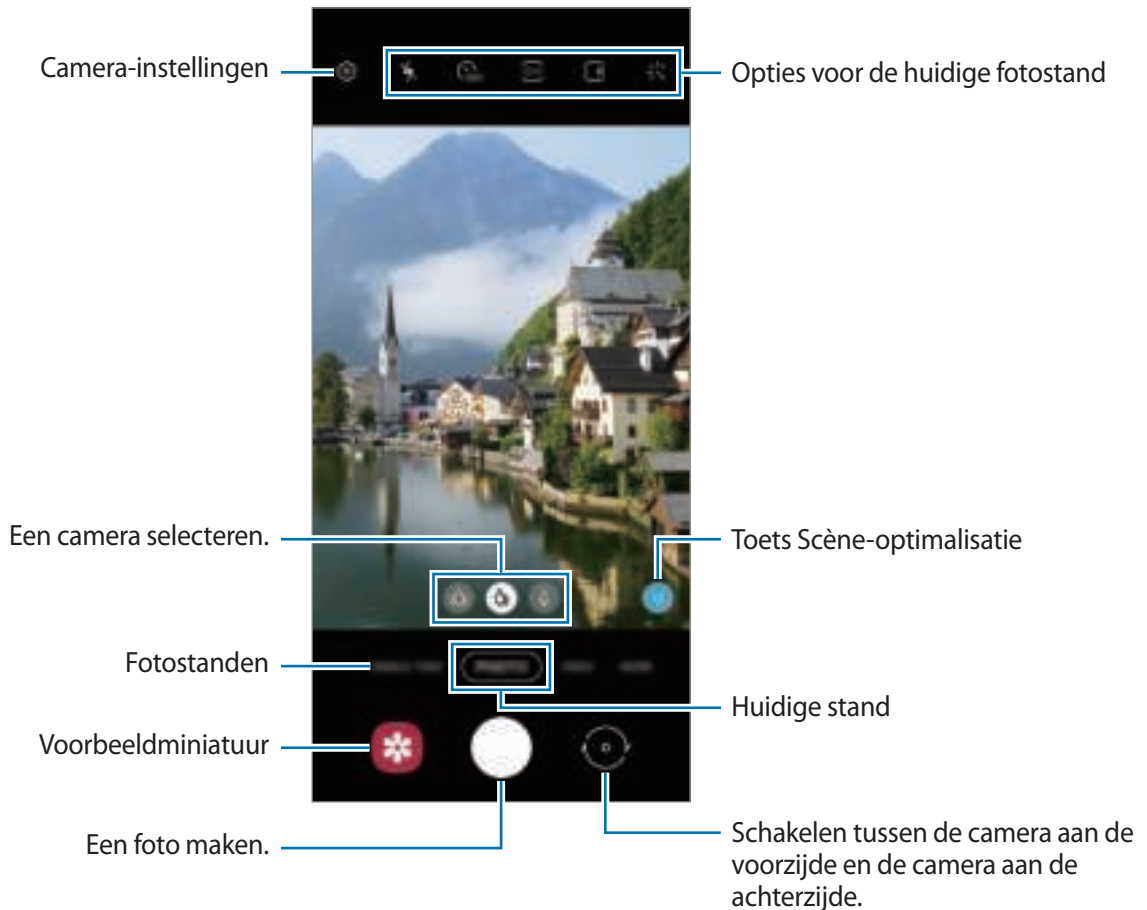 Camera-instellingen
Opties voor de huidige fotostand
Een camera selecteren.
Toets Scène-optimalisatie
Fotostanden
Huidige stand
Voorbeeldminiatuur
Een foto maken.
Schakelen tussen de camera aan de
voorzijde en de camera aan de
achterzijde.